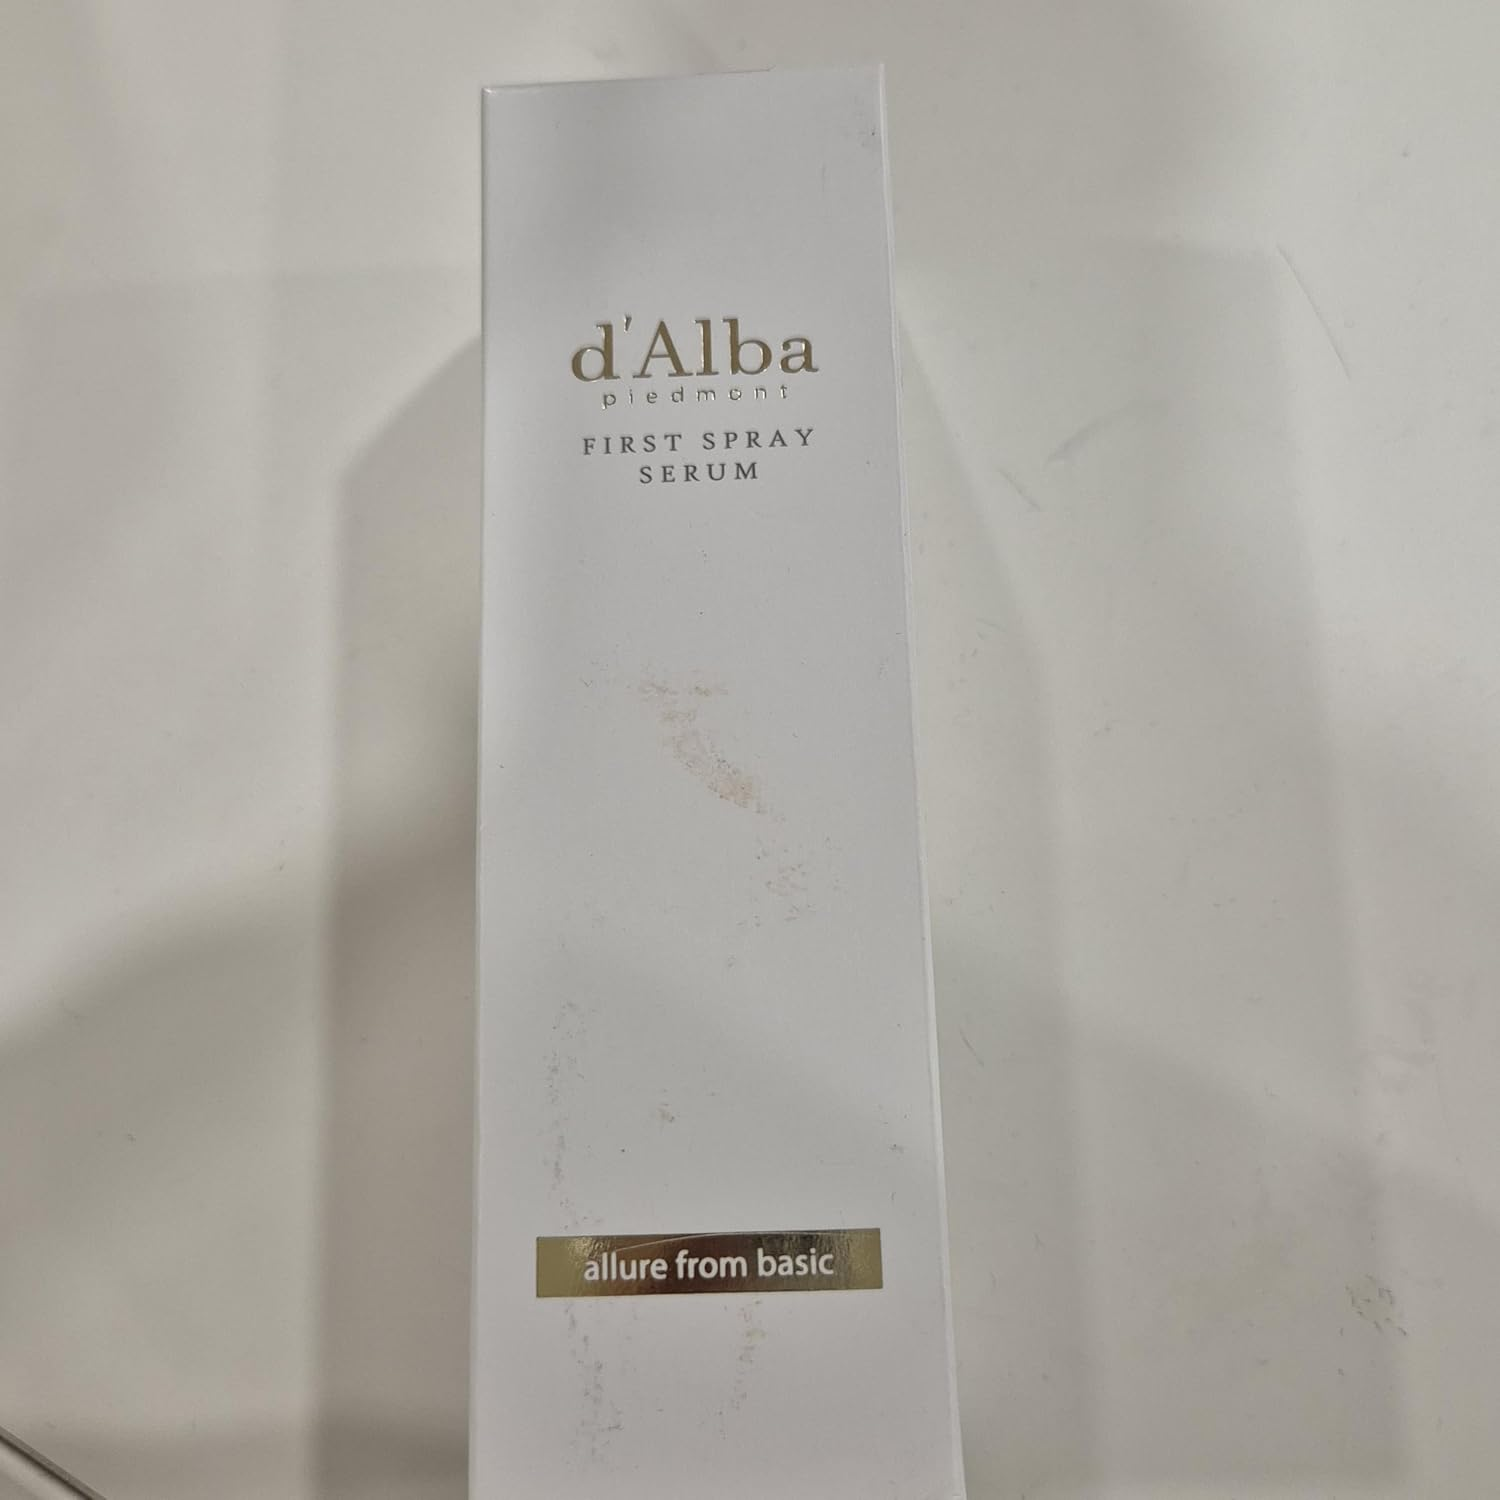 d'Alba
piedmont
FIRST SPRAY
SERUM
allure from basic